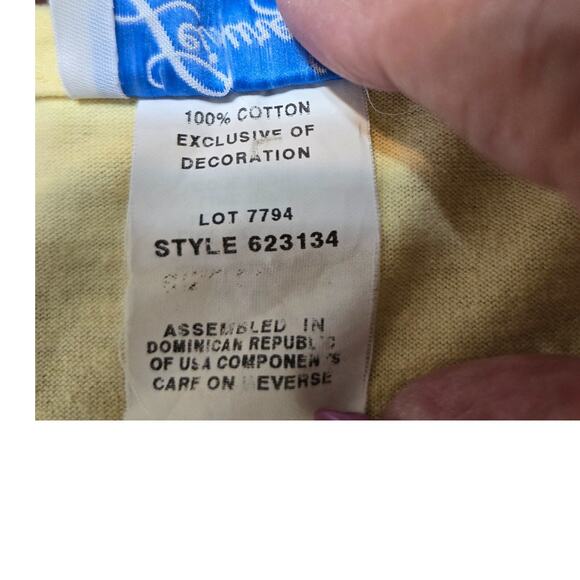 100% COTTON
EXCLUSIVE OF
DECORATION
LOT 7794
STYLE 623134
ASSEMBLED IN
DOMINICAN REPUBLIC
OF USA COMPONENTS
CARE ON REVERSE